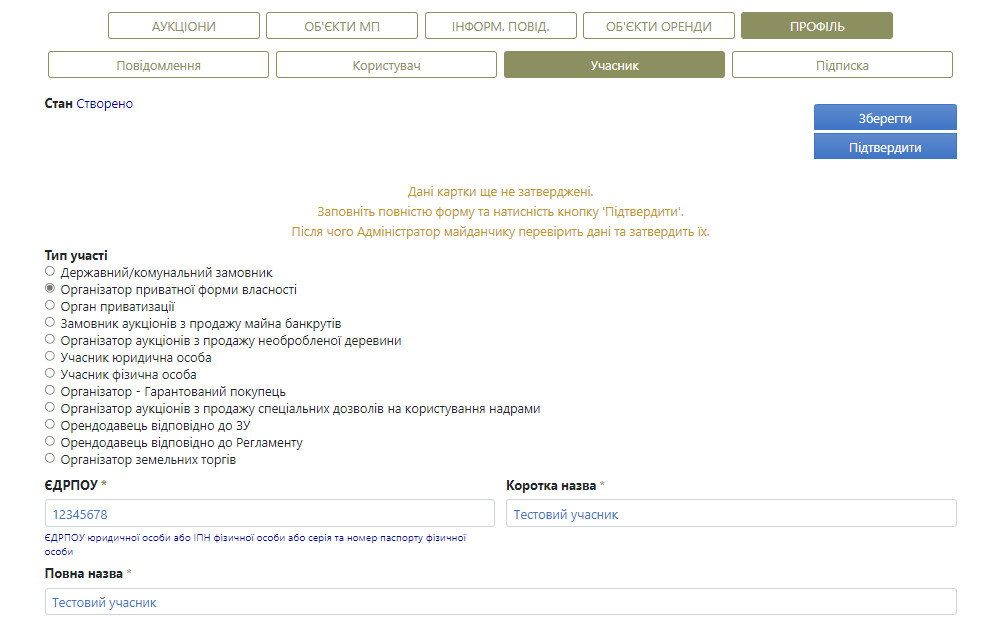 АУКЦІОНИ ОБ'ЄКТИ МП ІНФОРМ. ПОВІД. ОБ'ЄКТИ ОРЕНДИ ПРОФІЛЬ
Повідомлення Користувач Учасник Підписка
Стан Створено
Зберегти
Підтвердити
Дані картки ще не затверджені.
Заповніть повністю форму та натисність кнопку 'Підтвердити'.
Після чого Адміністратор майданчику перевірить дані та затвердить їх.
Тип участі
Державний/комунальний замовник
Організатор приватної форми власності
Орган приватизації
Замовник аукціонів з продажу майна банкрутів
Організатор аукціонів з продажу необробленої деревини
Учасник юридична особа
Учасник фізична особа
Організатор - Гарантований покупець
Організатор аукціонів з продажу спеціальних дозволів на користування надрами
Орендодавець відповідно до ЗУ
Орендодавець відповідно до Регламенту
Організатор земельних торгів
ЄДРПОУ * Коротка назва *
12345678 Тестовий учасник
ЄДРПОУ юридичної особи або ІПН фізичної особи або серія та номер паспорту фізичної
особи
Повна назва *
Тестовий учасник